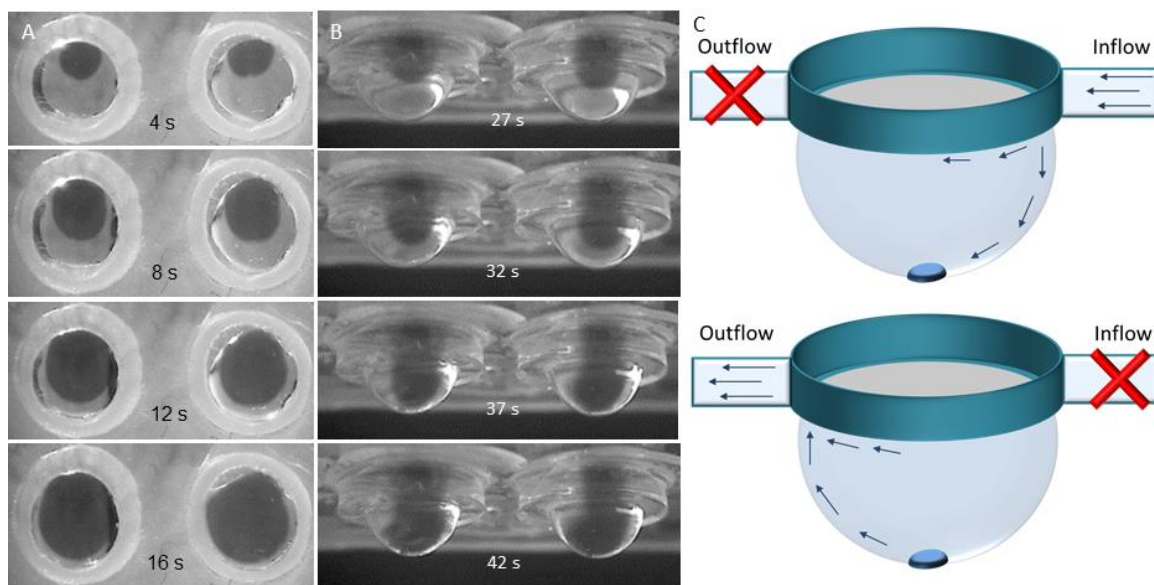 A
4 s
8 s
12 s
16 s
B
27 s
32 s
37 s
42 s
C
Outflow
Inflow
Outflow
Inflow